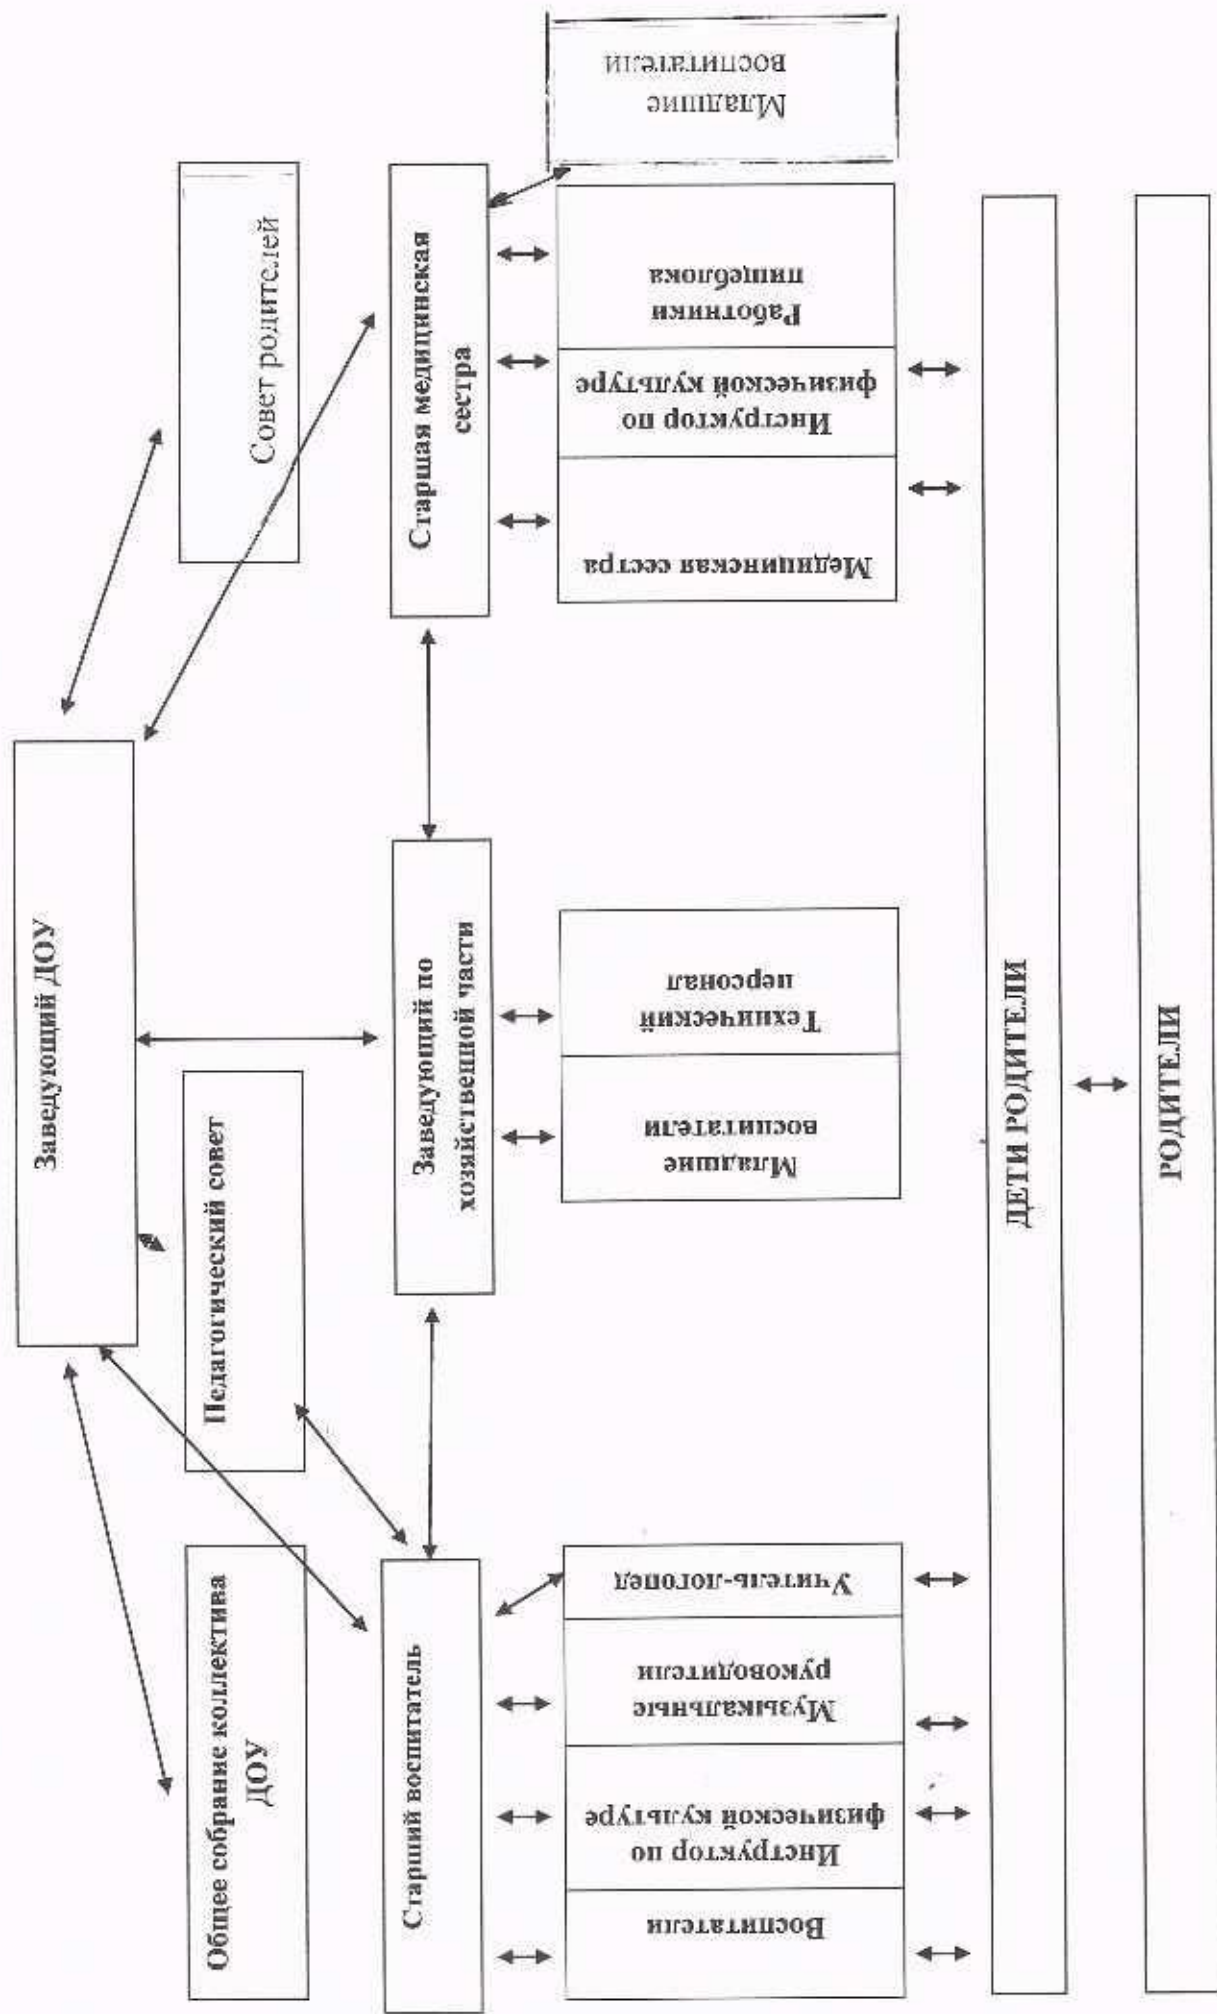 Заведующий ДОУ
Общее собрание коллектива
ДОУ
Педагогический совет
Совет родителей
Старший воспитатель
Заведующий по
хозяйственной части
Старшая медицинская
сестра
Воспитатели
Инструктор по
физической культуре
Музыкальные
руководители
Учитель-логопед
Младшие
воспитатели
Технический
персонал
Медицинская сестра
Инструктор по
физической культуре
Работники
пищеблока
Младшие
воспитатели
ДЕТИ РОДИТЕЛИ
РОДИТЕЛИ